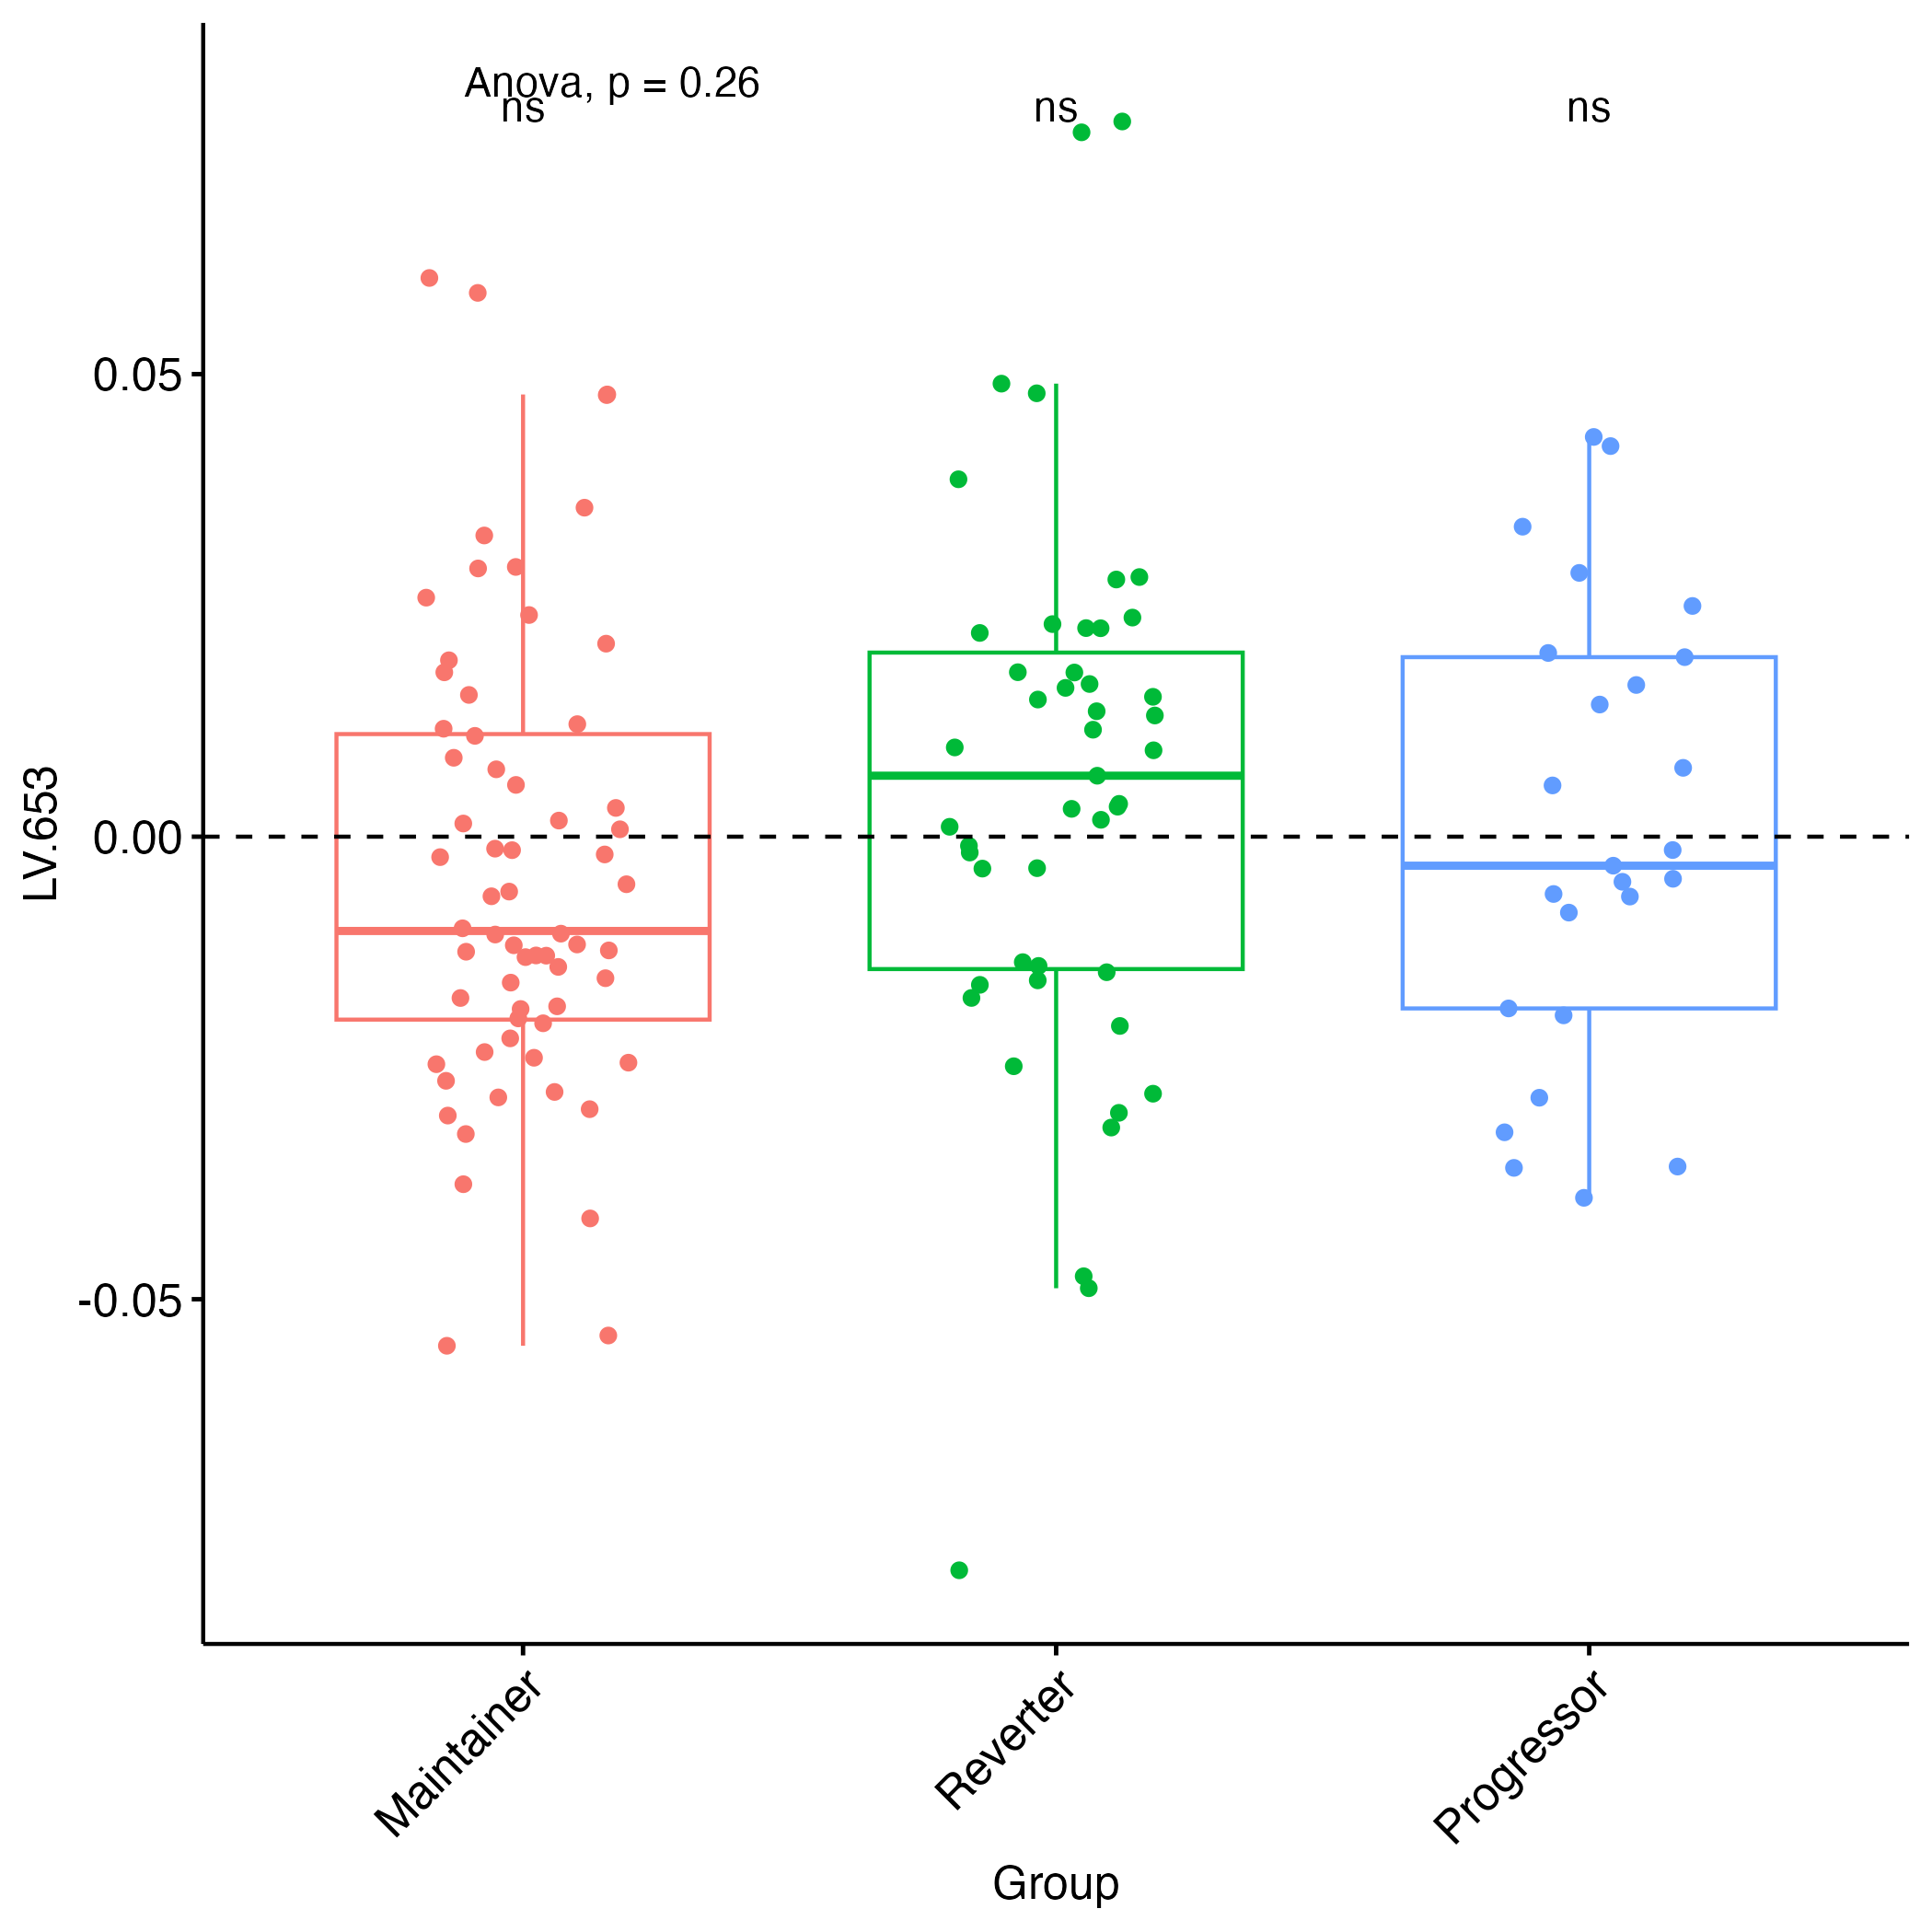 Anova, p = 0.26
ns
ns
ns
0.05
0.00
-0.05
LV.653
Maintainer
Reverter
Progressor
Group